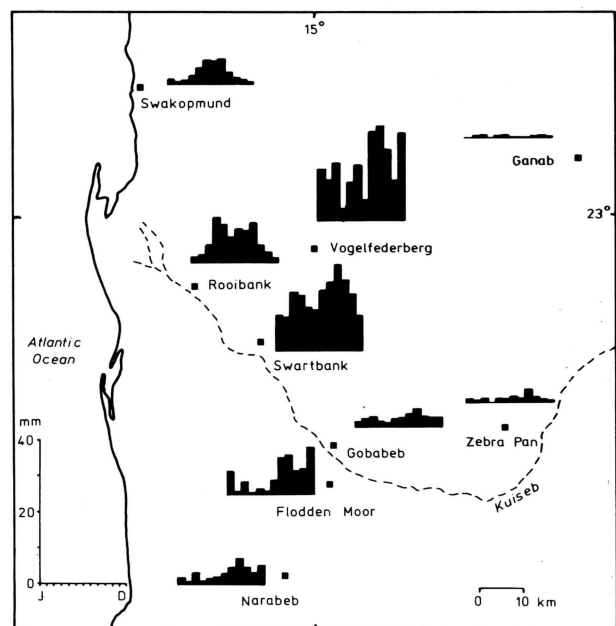 15°
Swakopmund
Ganab
23°
Vogelfederberg
Rooibank
Atlantic
Ocean
Swartbank
mm
40
Zebra Pan
Gobabeb
Kuiseb
20
Flodden Moor
0
J D
Narabeb
0 10 km